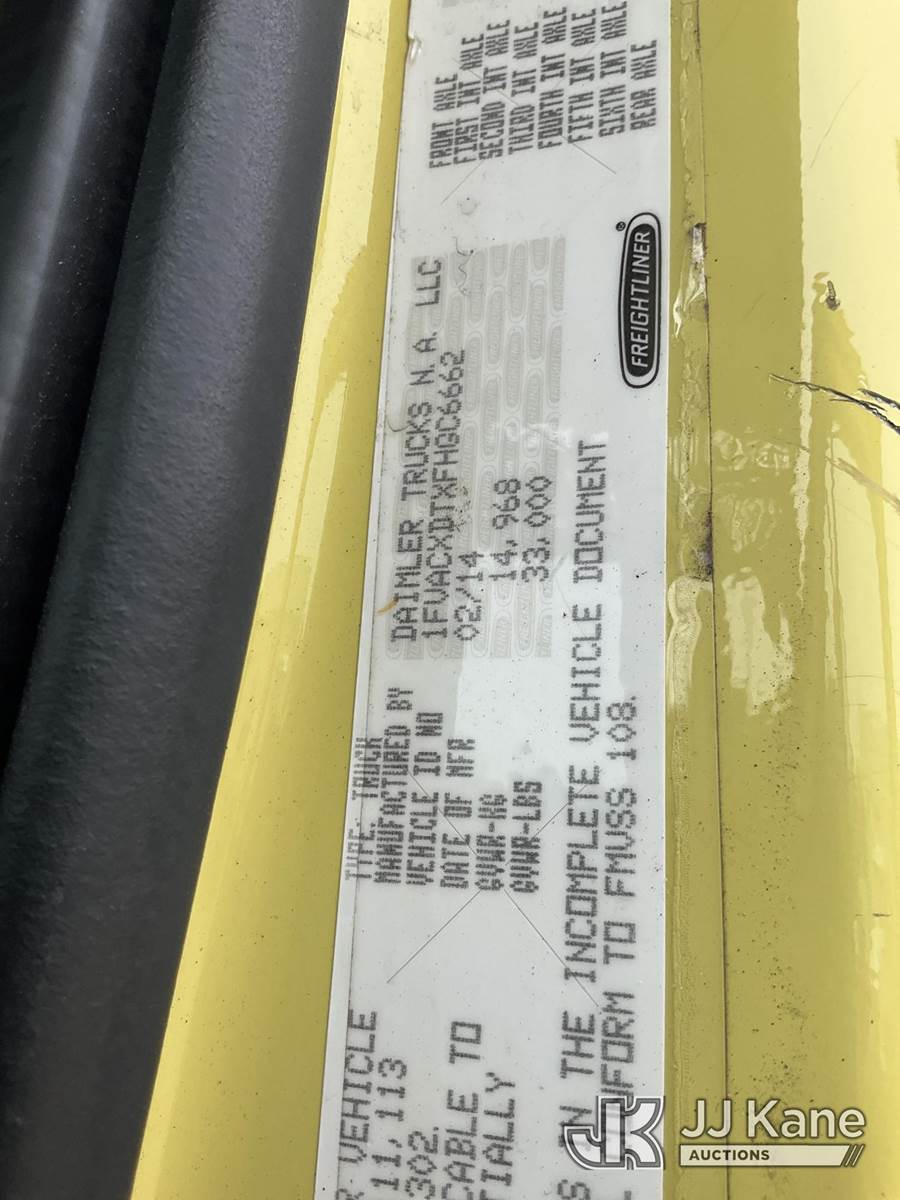 TYPE: TRUCK
MANUFACTURED BY DAIMLER TRUCKS N.A. LLC
VEHICLE ID NO 1FVACXDTXFHGC6662
DATE OF MFR 02/14
GVWR-KG 14,968
GVWR-LBS 33,000
IN THE INCOMPLETE VEHICLE DOCUMENT
TO FMVSS 108.
VEHICLE
11,113
302.
TO
FRONT AXLE
FIRST INT AXLE
SECOND INT AXLE
THIRD INT AXLE
FOURTH INT AXLE
FIFTH INT AXLE
SIXTH INT AXLE
REAR AXLE
FREIGHTLINER®
JK JJ Kane
AUCTIONS